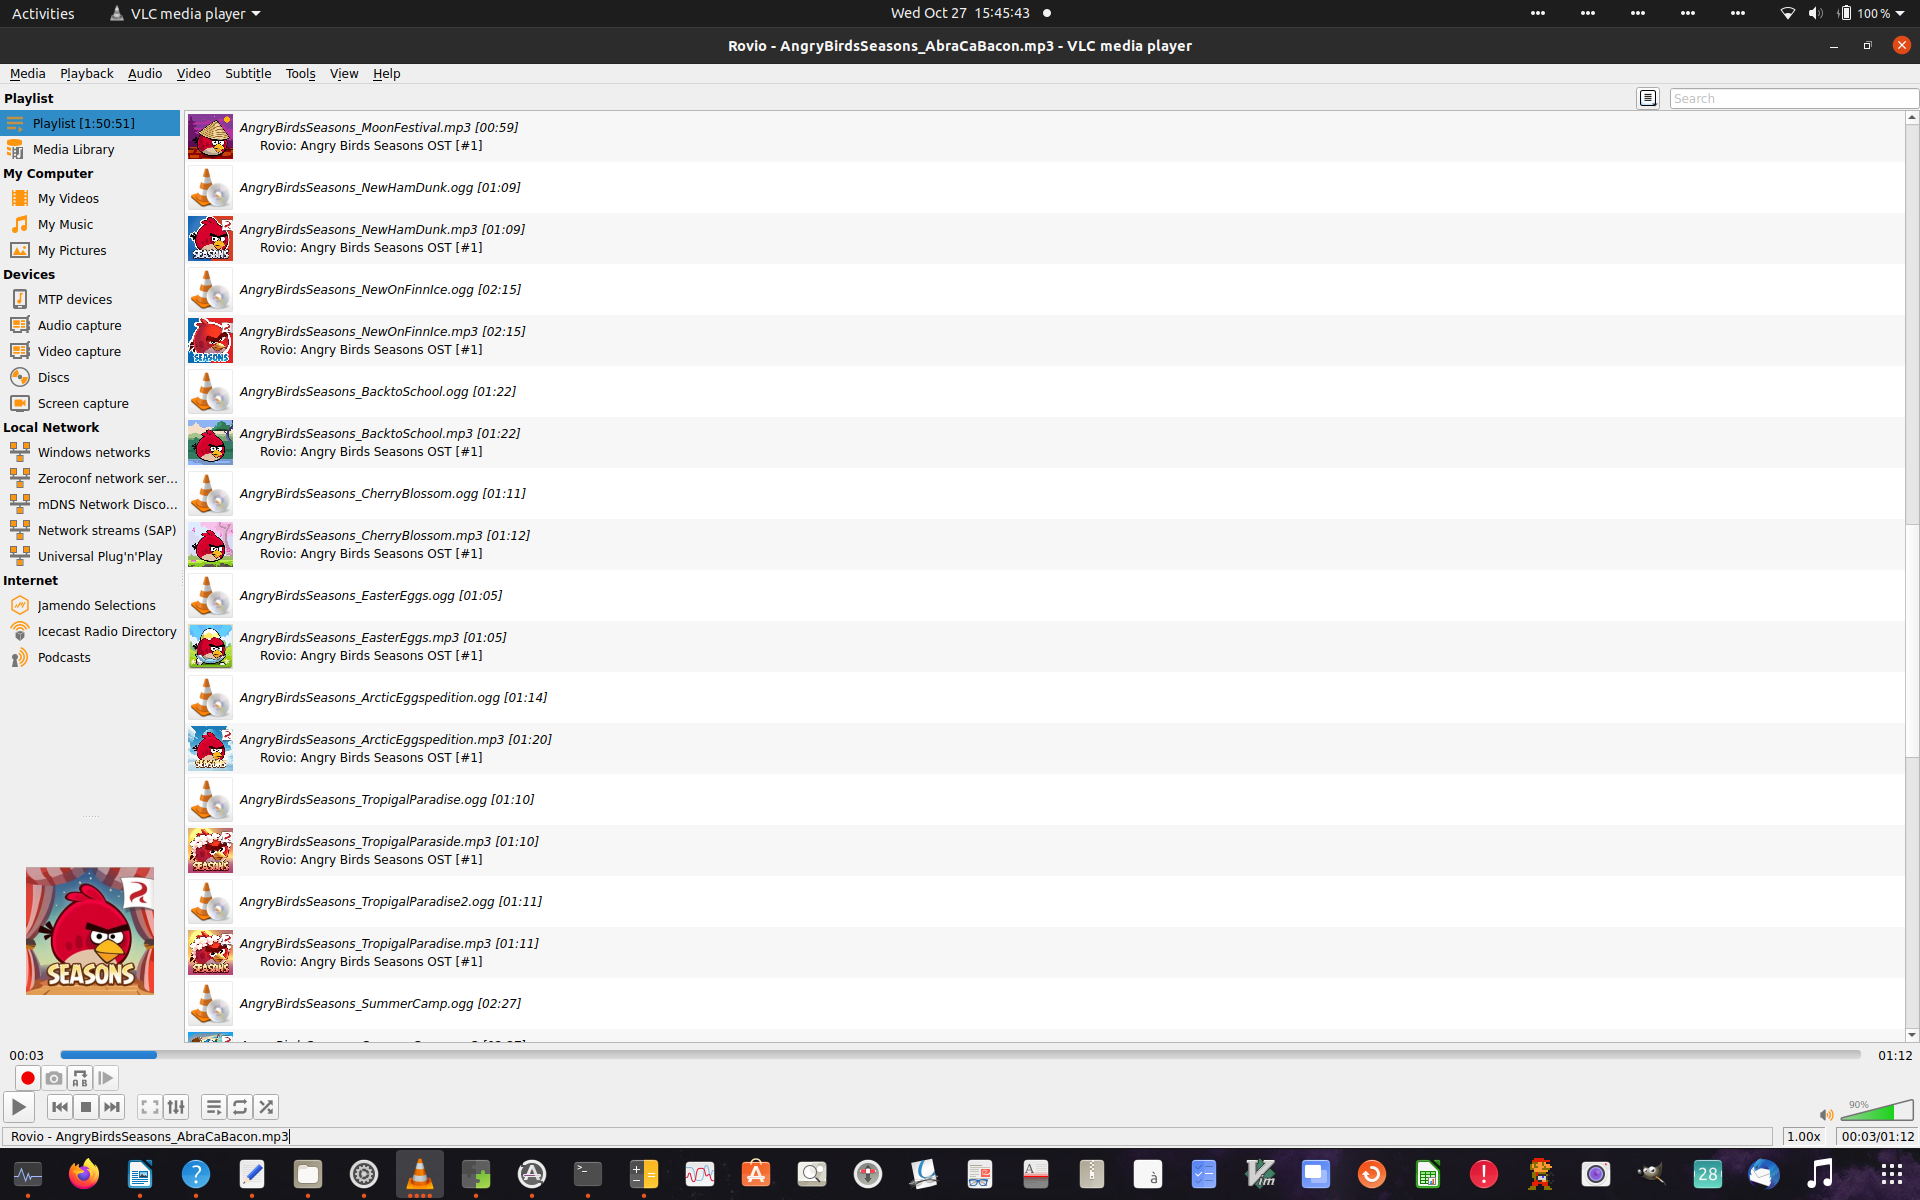 Activities VLC media player Wed Oct 27 15:45:43 100 %
Rovio - AngryBirdsSeasons_AbraCaBacon.mp3 - VLC media player
Media Playback Audio Video Subtitle Tools View Help
Playlist
Search
Playlist [1:50:51]
Media Library
My Computer
My Videos
My Music
My Pictures
Devices
MTP devices
Audio capture
Video capture
Discs
Screen capture
Local Network
Windows networks
Zeroconf network ser...
mDNS Network Disco...
Network streams (SAP)
Universal Plug'n'Play
Internet
Jamendo Selections
Icecast Radio Directory
Podcasts
SEASONS
AngryBirdsSeasons_MoonFestival.mp3 [00:59]
Rovio: Angry Birds Seasons OST [#1]
AngryBirdsSeasons_NewHamDunk.ogg [01:09]
AngryBirdsSeasons_NewHamDunk.mp3 [01:09]
Rovio: Angry Birds Seasons OST [#1]
SEASONS
AngryBirdsSeasons_NewOnFinnIce.ogg [02:15]
AngryBirdsSeasons_NewOnFinnIce.mp3 [02:15]
Rovio: Angry Birds Seasons OST [#1]
SEASONS
AngryBirdsSeasons_BacktoSchool.ogg [01:22]
AngryBirdsSeasons_BacktoSchool.mp3 [01:22]
Rovio: Angry Birds Seasons OST [#1]
AngryBirdsSeasons_CherryBlossom.ogg [01:11]
AngryBirdsSeasons_CherryBlossom.mp3 [01:12]
Rovio: Angry Birds Seasons OST [#1]
AngryBirdsSeasons_EasterEggs.ogg [01:05]
AngryBirdsSeasons_EasterEggs.mp3 [01:05]
Rovio: Angry Birds Seasons OST [#1]
AngryBirdsSeasons_ArcticEggspedition.ogg [01:14]
AngryBirdsSeasons_ArcticEggspedition.mp3 [01:20]
Rovio: Angry Birds Seasons OST [#1]
SEASONS
AngryBirdsSeasons_TropigalParadise.ogg [01:10]
AngryBirdsSeasons_TropigalParaside.mp3 [01:10]
Rovio: Angry Birds Seasons OST [#1]
SEASONS
AngryBirdsSeasons_TropigalParadise2.ogg [01:11]
AngryBirdsSeasons_TropigalParadise.mp3 [01:11]
Rovio: Angry Birds Seasons OST [#1]
SEASONS
AngryBirdsSeasons_SummerCamp.ogg [02:27]
00:03 01:12
A B
90%
Rovio - AngryBirdsSeasons_AbraCaBacon.mp3 1.00x 00:03/01:12
28